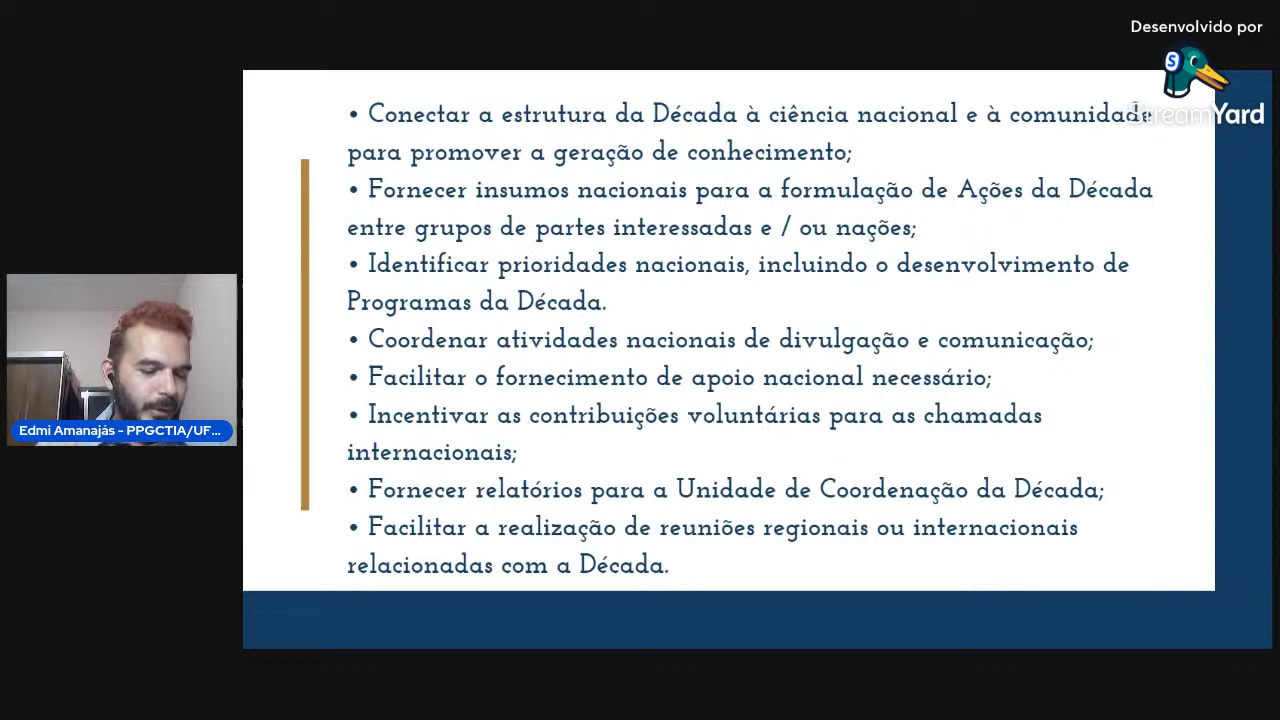 Desenvolvido por
StreamYard
• Conectar a estrutura da Década à ciência nacional e à comunidade
para promover a geração de conhecimento;
• Fornecer insumos nacionais para a formulação de Ações da Década
entre grupos de partes interessadas e / ou nações;
• Identificar prioridades nacionais, incluindo o desenvolvimento de
Programas da Década.
• Coordenar atividades nacionais de divulgação e comunicação;
• Facilitar o fornecimento de apoio nacional necessário;
• Incentivar as contribuições voluntárias para as chamadas
internacionais;
• Fornecer relatórios para a Unidade de Coordenação da Década;
• Facilitar a realização de reuniões regionais ou internacionais
relacionadas com a Década.
Edmi Amanajás - PPGCTIA/UF...